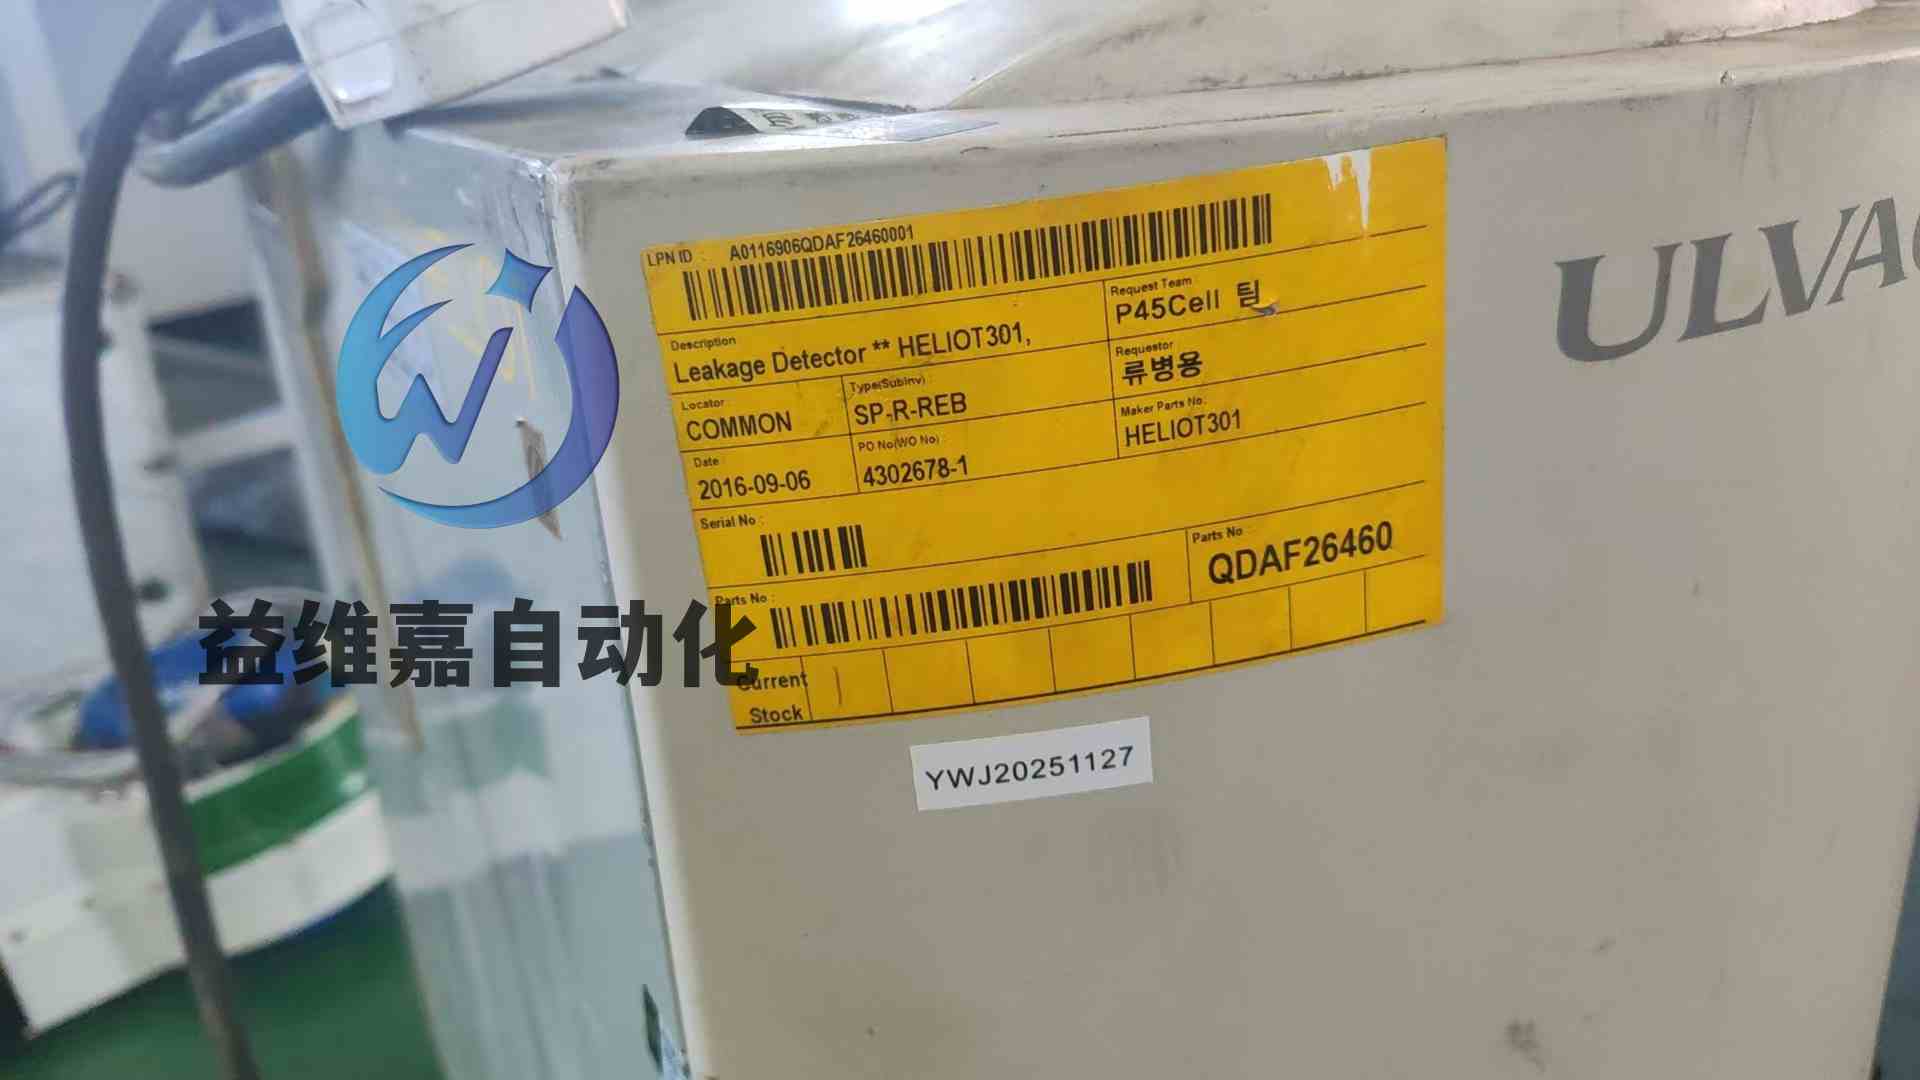 LPN ID : A0116906QDAF26460001
Description
Leakage Detector ** HELIOT301,
Request Team :
P45Cell 팀
Locator
COMMON
Type(SubInv) :
SP-R-REB
Requestor
류병용
Date :
2016-09-06
PO No(WO No) :
4302678-1
Maker Parts No.
HELIOT301
Serial No :
Parts No :
Parts No
QDAF26460
Current
Stock
YWJ20251127
ULVAC
益维嘉自动化